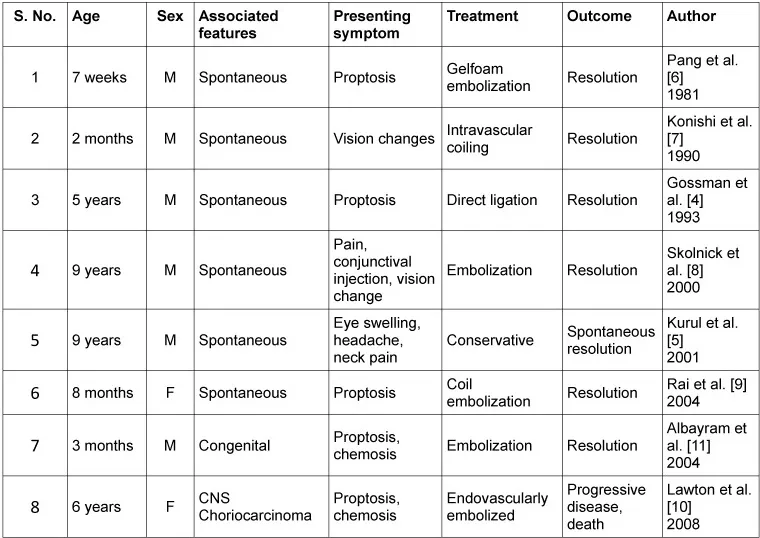 S. No. Age Sex Associated features Presenting symptom Treatment Outcome Author
1 7 weeks M Spontaneous Proptosis Gelfoam embolization Resolution Pang et al. [6] 1981
2 2 months M Spontaneous Vision changes Intravascular coiling Resolution Konishi et al. [7] 1990
3 5 years M Spontaneous Proptosis Direct ligation Resolution Gossman et al. [4] 1993
4 9 years M Spontaneous Pain, conjunctival injection, vision change Embolization Resolution Skolnick et al. [8] 2000
5 9 years M Spontaneous Eye swelling, headache, neck pain Conservative Spontaneous resolution Kurul et al. [5] 2001
6 8 months F Spontaneous Proptosis Coil embolization Resolution Rai et al. [9] 2004
7 3 months M Congenital Proptosis, chemosis Embolization Resolution Albayram et al. [11] 2004
8 6 years F CNS Choriocarcinoma Proptosis, chemosis Endovascularly embolized Progressive disease, death Lawton et al. [10] 2008